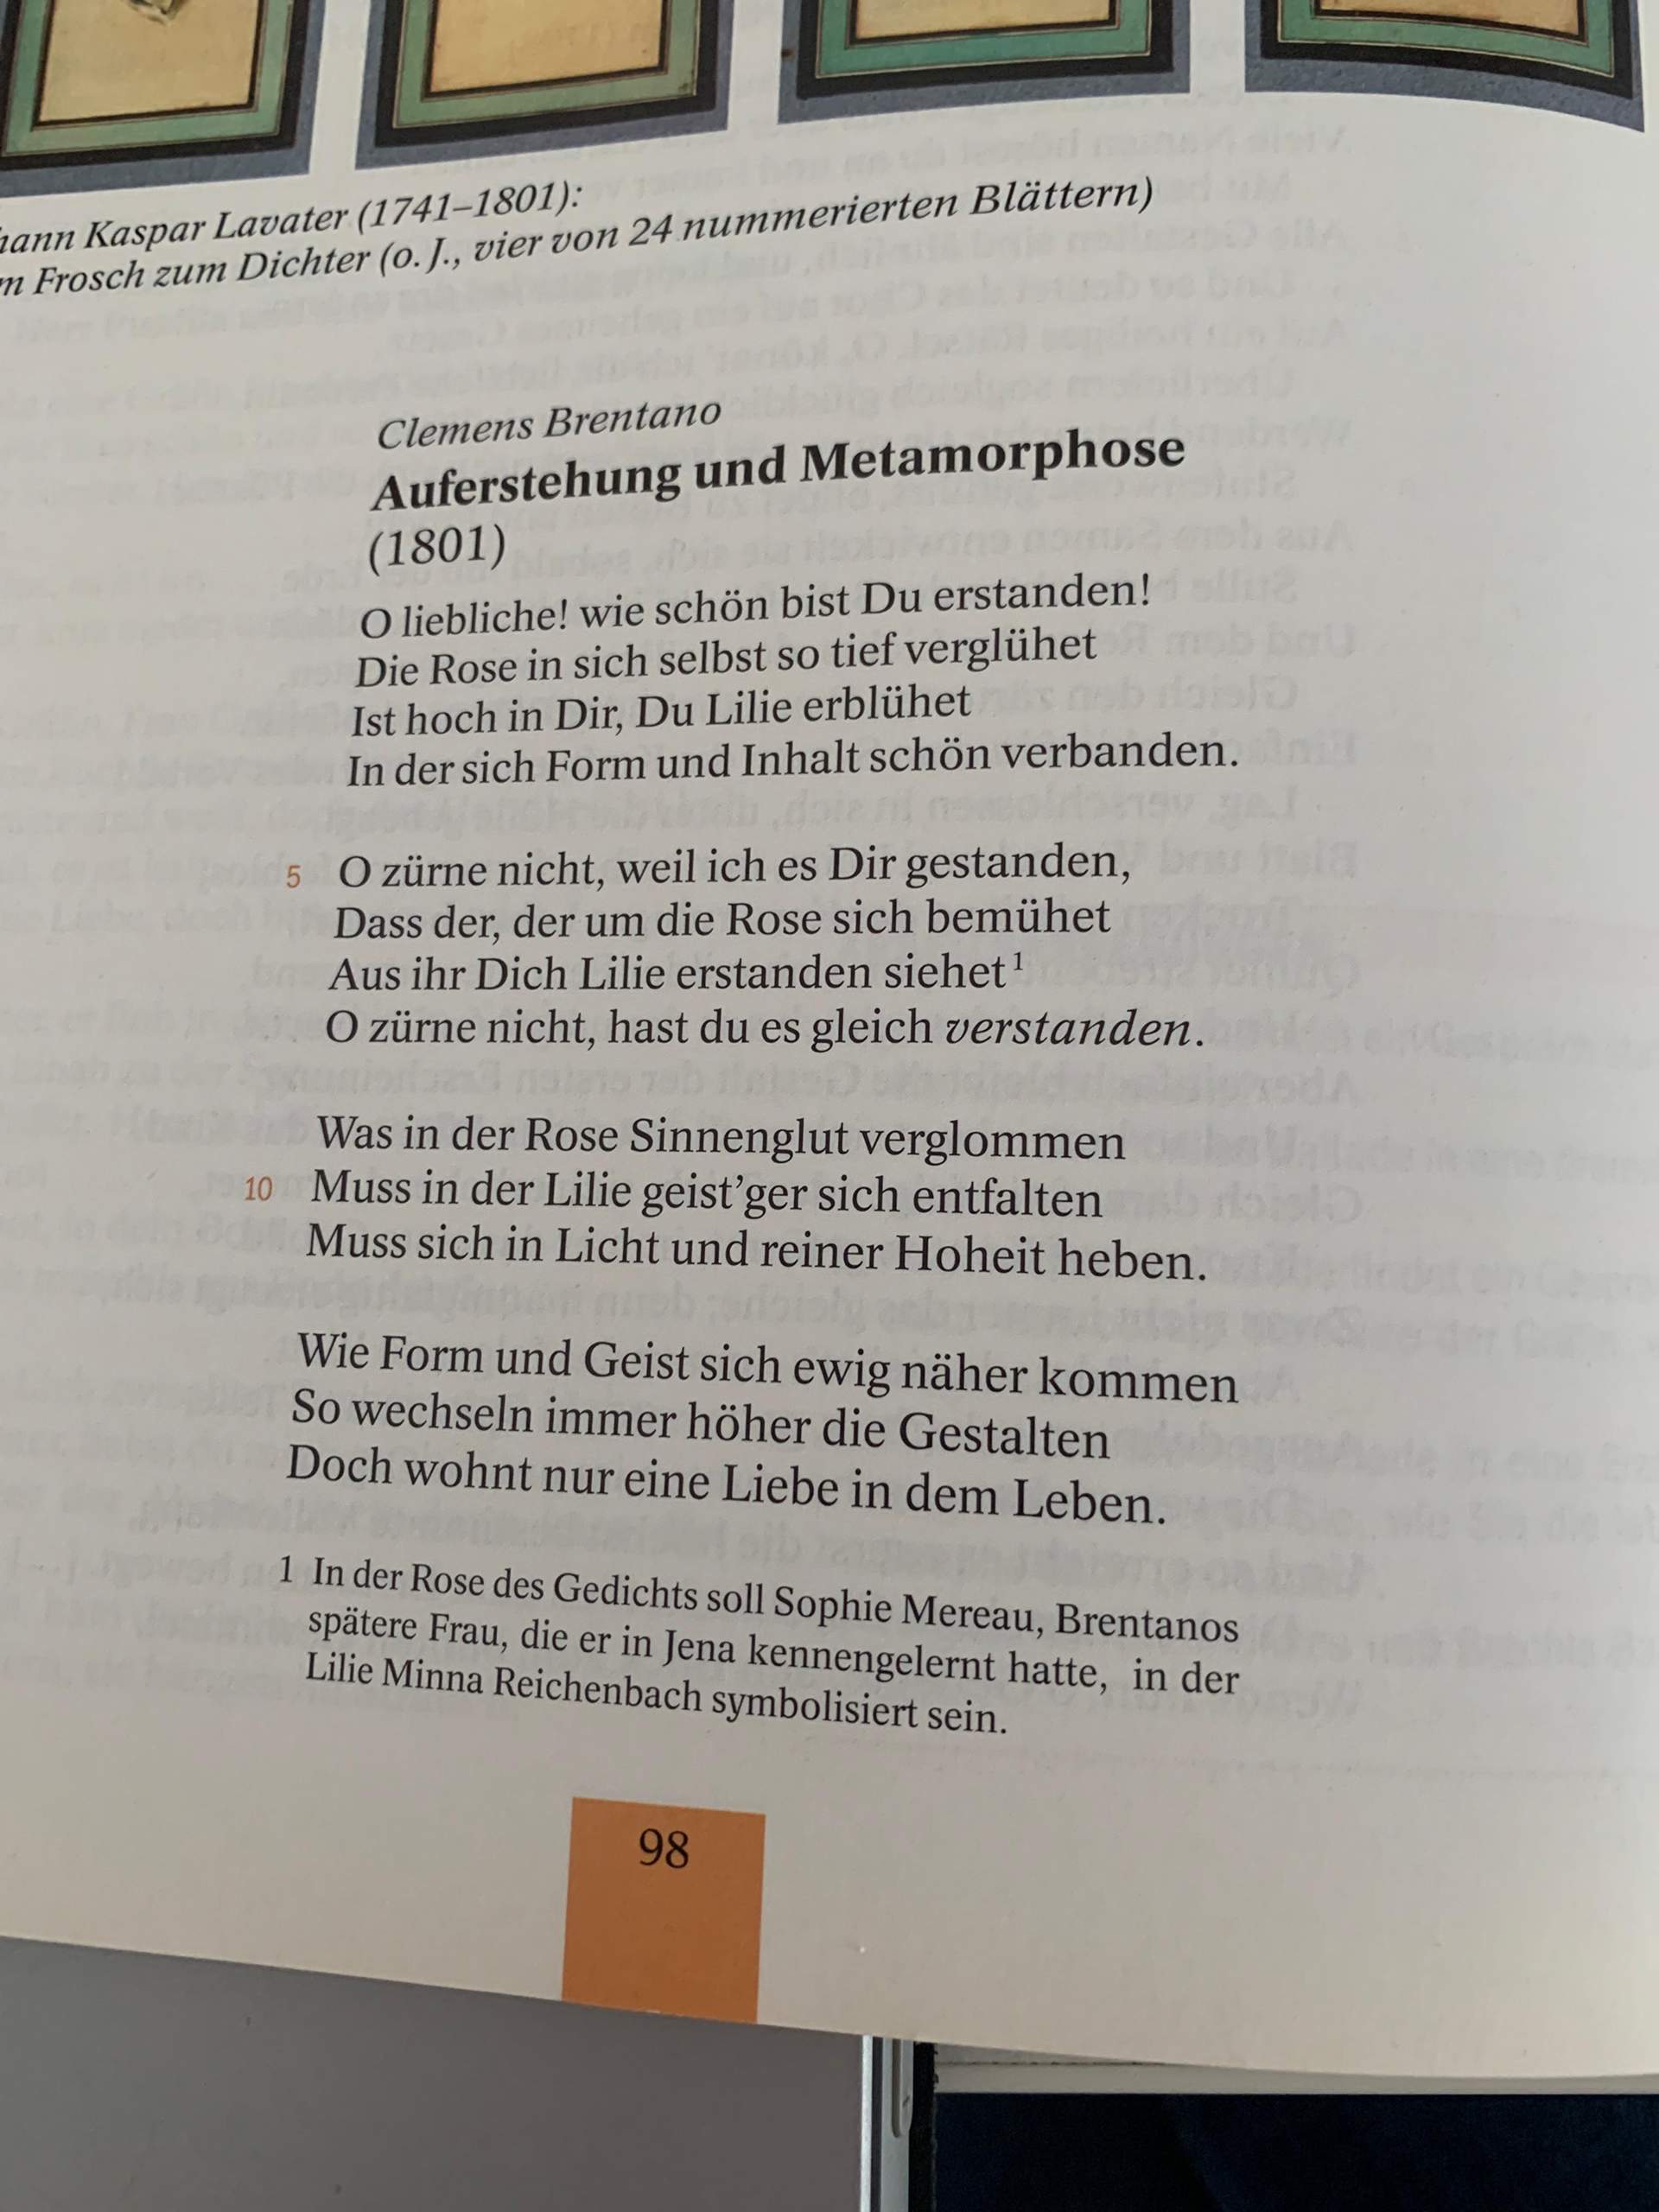 Kaspar Lavater (1741–1801):
Frosch zum Dichter (o. J., vier von 24 nummerierten Blättern)
Clemens Brentano
Auferstehung und Metamorphose
(1801)
O liebliche! wie schön bist Du erstanden!
Die Rose in sich selbst so tief verglühet
Ist hoch in Dir, Du Lilie erblühet
In der sich Form und Inhalt schön verbanden.
5 O zürne nicht, weil ich es Dir gestanden,
Dass der, der um die Rose sich bemühet
Aus ihr Dich Lilie erstanden siehet¹
O zürne nicht, hast du es gleich verstanden.
Was in der Rose Sinnenglut verglommen
10 Muss in der Lilie geist’ger sich entfalten
Muss sich in Licht und reiner Hoheit heben.
Wie Form und Geist sich ewig näher kommen
So wechseln immer höher die Gestalten
Doch wohnt nur eine Liebe in dem Leben.
1 In der Rose des Gedichts soll Sophie Mereau, Brentanos
spätere Frau, die er in Jena kennengelernt hatte, in der
Lilie Minna Reichenbach symbolisiert sein.
98